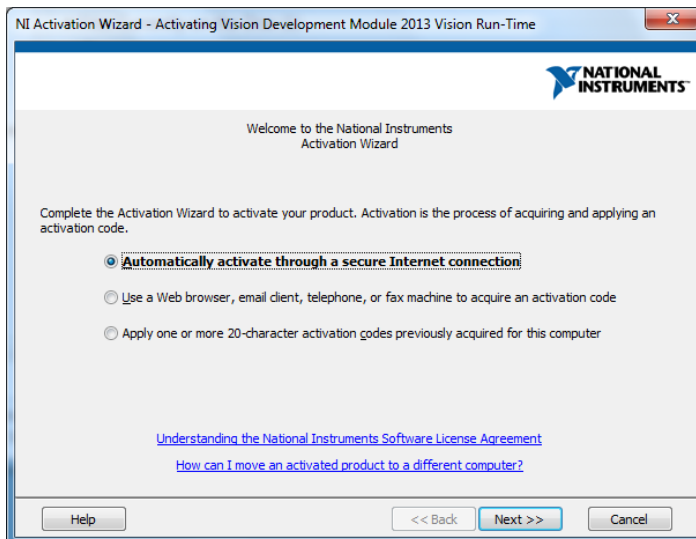 NI Activation Wizard - Activating Vision Development Module 2013 Vision Run-Time
NATIONAL
INSTRUMENTS™
Welcome to the National Instruments
Activation Wizard
Complete the Activation Wizard to activate your product. Activation is the process of acquiring and applying an
activation code.
Automatically activate through a secure Internet connection
Use a Web browser, email client, telephone, or fax machine to acquire an activation code
Apply one or more 20-character activation codes previously acquired for this computer
Understanding the National Instruments Software License Agreement
How can I move an activated product to a different computer?
Help
<< Back
Next >>
Cancel